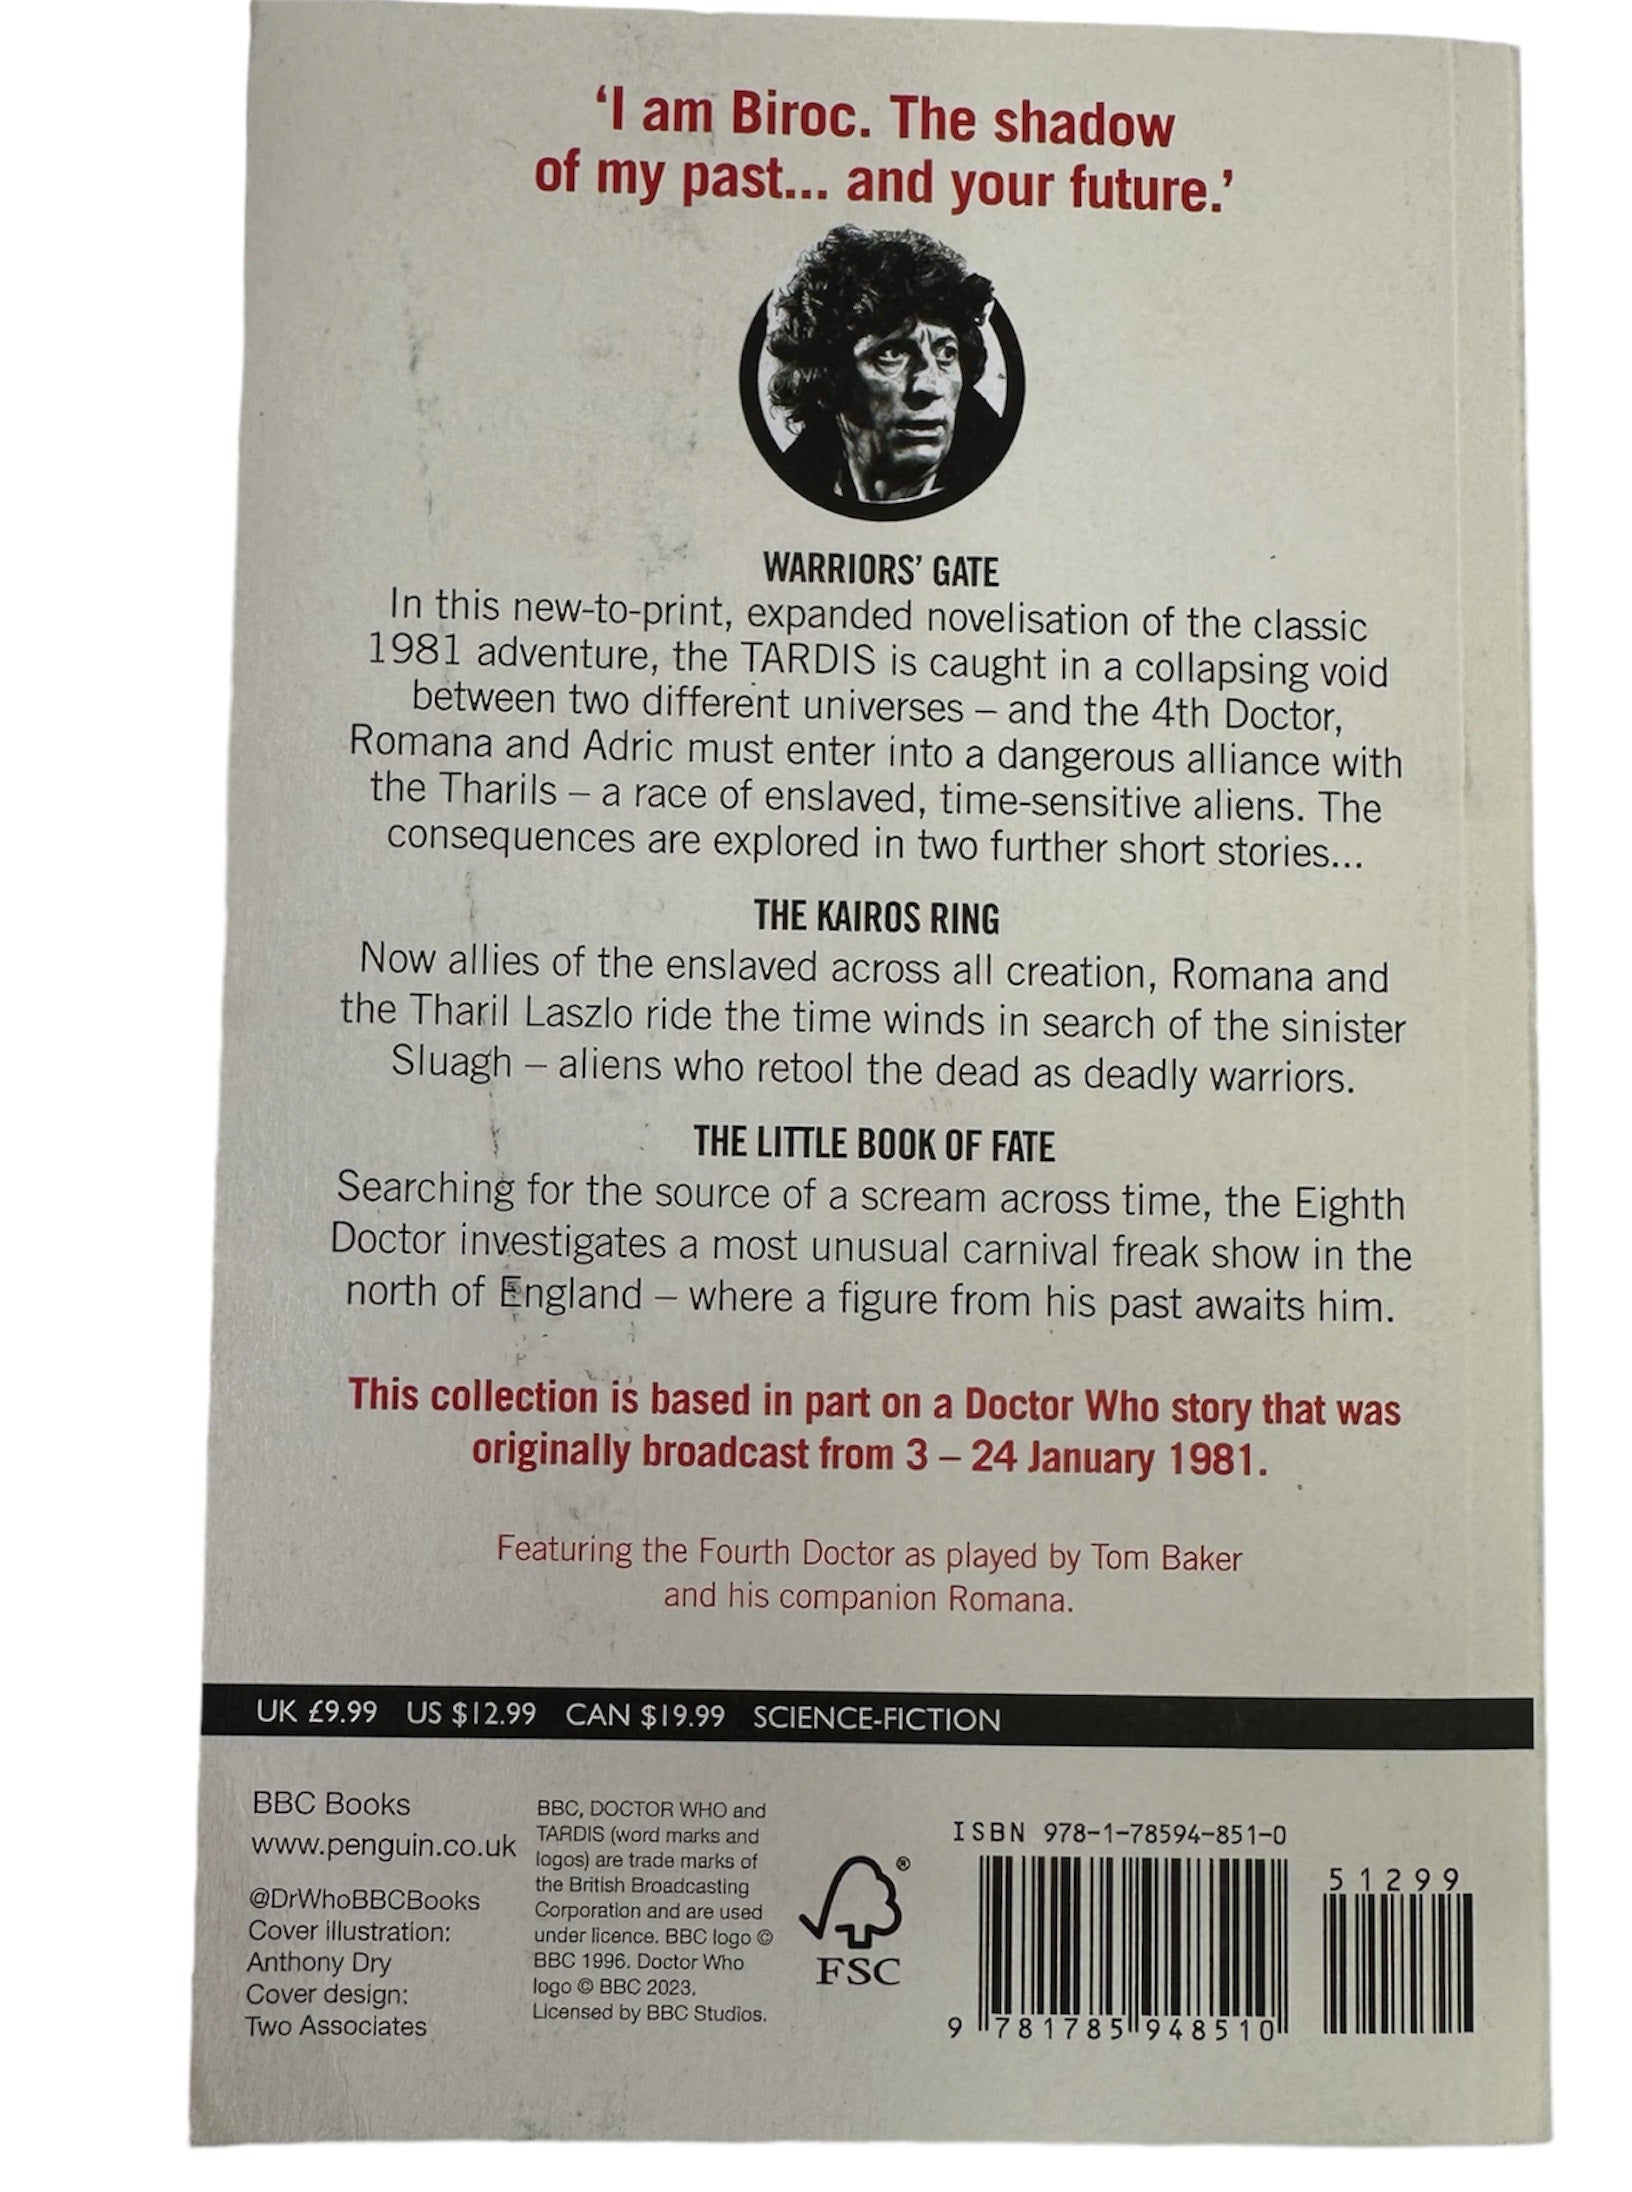 ‘I am Biroc. The shadow
of my past... and your future.’
WARRIORS’ GATE
In this new-to-print, expanded novelisation of the classic
1981 adventure, the TARDIS is caught in a collapsing void
between two different universes – and the 4th Doctor,
Romana and Adric must enter into a dangerous alliance with
the Tharils – a race of enslaved, time-sensitive aliens. The
consequences are explored in two further short stories...
THE KAIROS RING
Now allies of the enslaved across all creation, Romana and
the Tharil Laszlo ride the time winds in search of the sinister
Sluagh – aliens who retool the dead as deadly warriors.
THE LITTLE BOOK OF FATE
Searching for the source of a scream across time, the Eighth
Doctor investigates a most unusual carnival freak show in the
north of England – where a figure from his past awaits him.
This collection is based in part on a Doctor Who story that was
originally broadcast from 3 – 24 January 1981.
Featuring the Fourth Doctor as played by Tom Baker
and his companion Romana.
UK £9.99 US $12.99 CAN $19.99 SCIENCE-FICTION
BBC Books
www.penguin.co.uk
@DrWhoBBCBooks
Cover illustration:
Anthony Dry
Cover design:
Two Associates
BBC, DOCTOR WHO and
TARDIS (word marks and
logos) are trade marks of
the British Broadcasting
Corporation and are used
under licence. BBC logo ©
BBC 1996. Doctor Who
logo © BBC 2023.
Licensed by BBC Studios.
®
FSC
ISBN 978-1-78594-851-0
51299
9 781785 948510